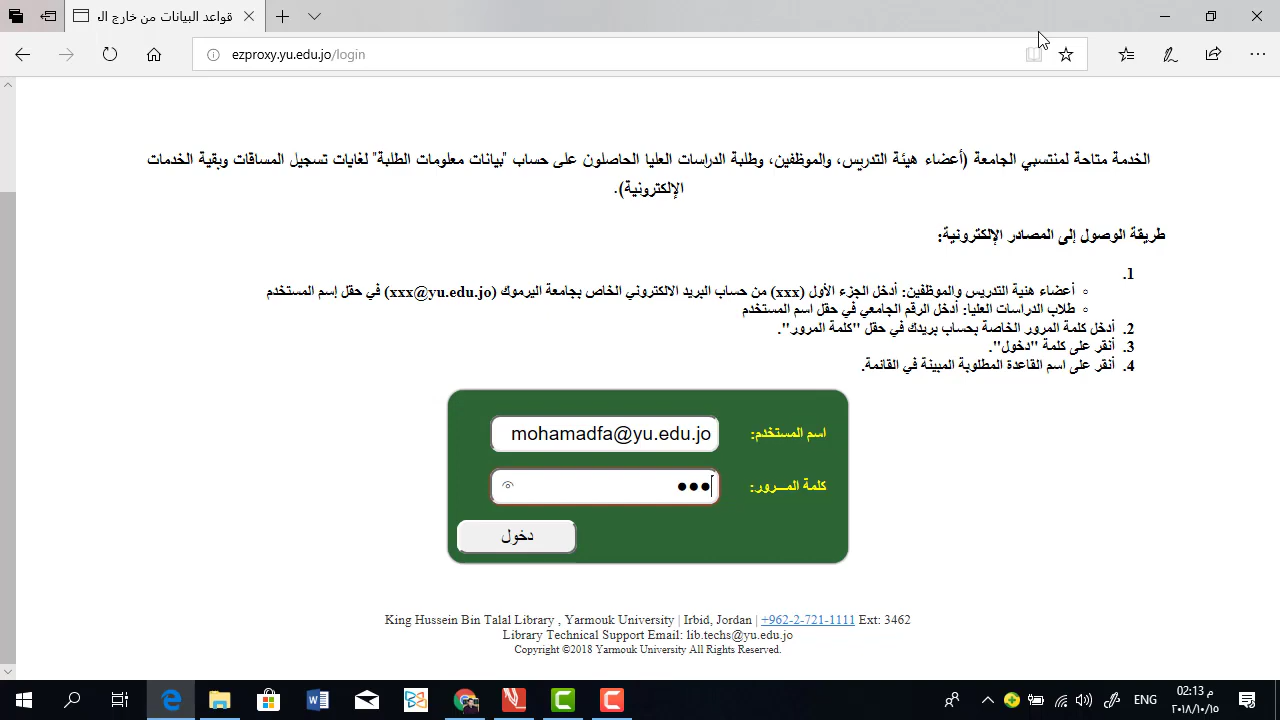 قواعد البيانات من خارج ال
ezproxy.yu.edu.jo/login
الخدمة متاحة لمنتسبي الجامعة (أعضاء هيئة التدريس، والموظفين، وطلبة الدراسات العليا الحاصلون على حساب "بيانات معلومات الطلبة" لغايات تسجيل المساقات وبقية الخدمات
الإلكترونية).
طريقة الوصول إلى المصادر الإلكترونية:
1.
أعضاء هئية التدريس والموظفين: أدخل الجزء الأول (xxx) من حساب البريد الالكتروني الخاص بجامعة اليرموك (xxx@yu.edu.jo) في حقل إسم المستخدم
طلاب الدراسات العليا: أدخل الرقم الجامعي في حقل اسم المستخدم
2. أدخل كلمة المرور الخاصة بحساب بريدك في حقل "كلمة المرور".
3. أنقر على كلمة "دخول".
4. أنقر على اسم القاعدة المطلوبة المبينة في القائمة.
اسم المستخدم: mohamadfa@yu.edu.jo
كلمة المـــرور: ●●●
دخول
King Hussein Bin Talal Library , Yarmouk University | Irbid, Jordan | +962-2-721-1111 Ext: 3462
Library Technical Support Email: lib.techs@yu.edu.jo
Copyright ©2018 Yarmouk University All Rights Reserved.
ENG
02:13 م
٢٠١٨/١٠/١٥